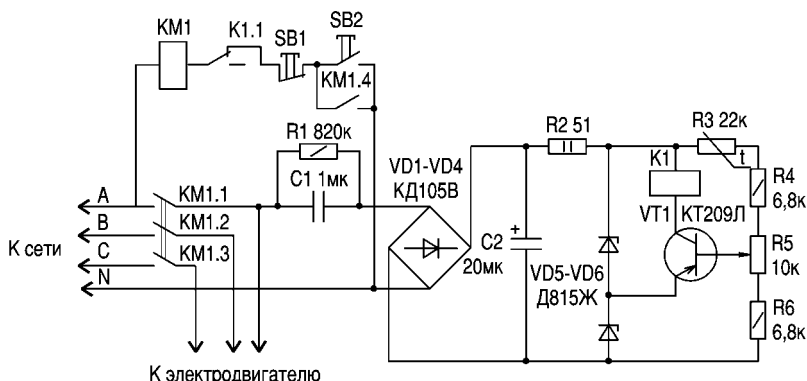 KM1
K1.1
SB1
SB2
KM1.4
R1 820к
C1 1мк
VD1-VD4
КД105В
R2 51
R3 22к
t
K1
R4
6,8к
VT1
КТ209Л
R5
10к
R6
6,8к
A
B
C
N
К сети
KM1.1
KM1.2
KM1.3
+
C2
20мк
VD5-VD6
Д815Ж
К электродвигателю